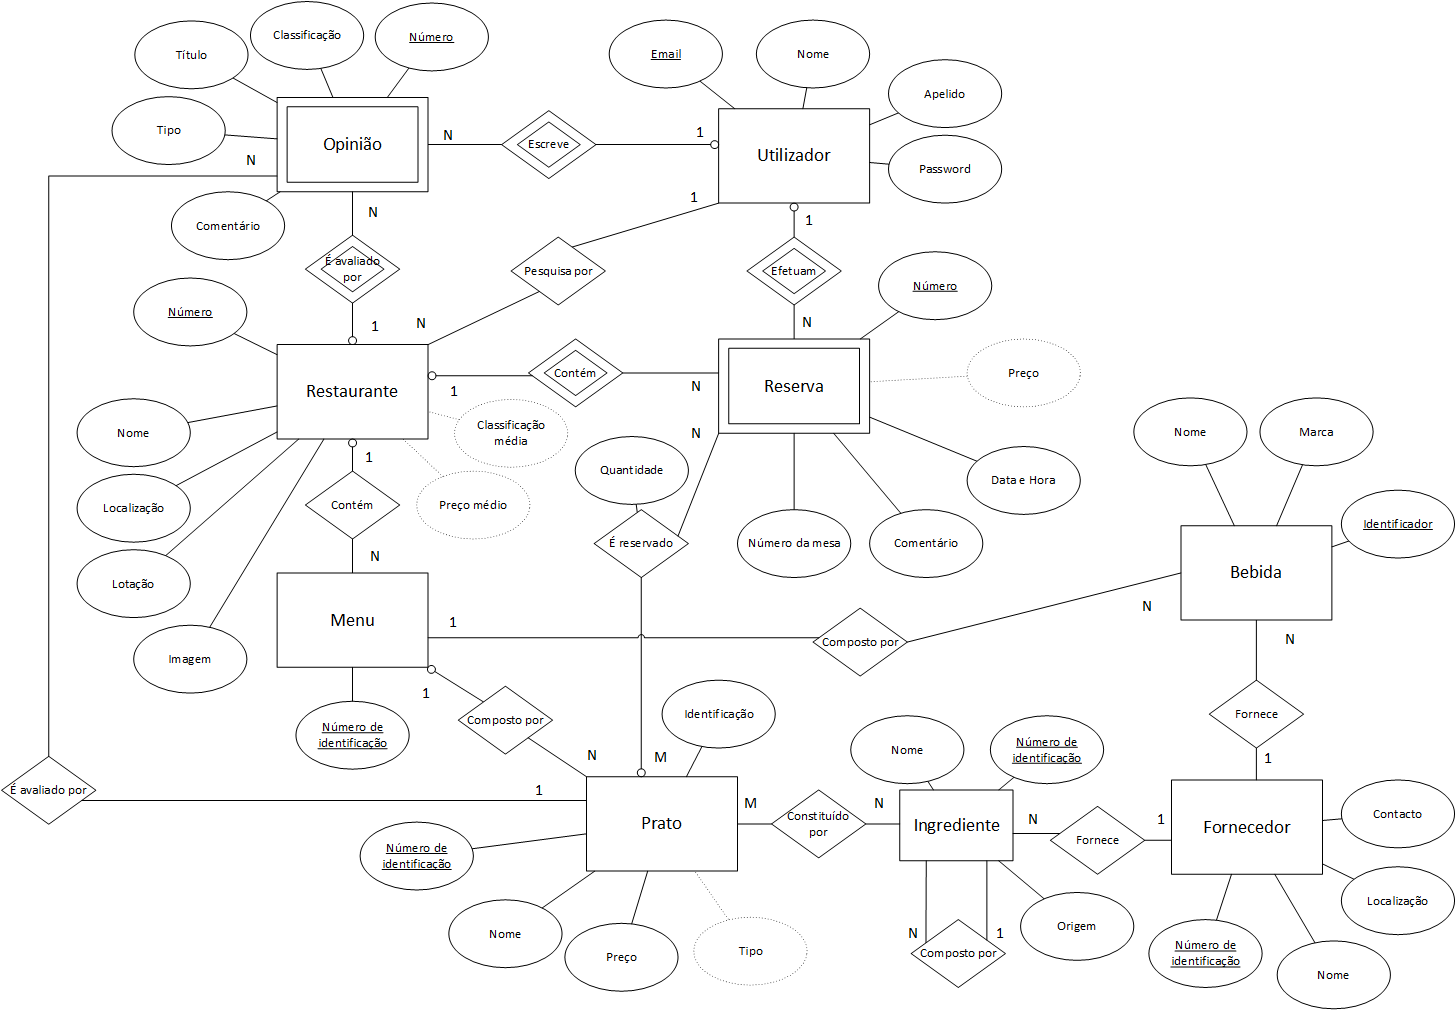 Classificação
Número
Título
Email
Nome
Apelido
Tipo
Opinião
N
Escreve
1
Utilizador
N
Password
1
Comentário
N
1
É avaliado
por
Pesquisa por
Efetuam
Número
Número
1
N
N
Restaurante
1
Contém
N
Reserva
Preço
Nome
Classificação
média
N
Nome
Marca
1
Quantidade
Data e Hora
Localização
Contém
Preço médio
Identificador
É reservado
Número da mesa
Comentário
N
Lotação
Bebida
Menu
1
N
Composto por
N
Imagem
1
Composto por
Identificação
Fornece
Número de
identificação
N
M
Nome
Número de
identificação
1
É avaliado por
1
M
Constituído
por
N
Ingrediente
N
Fornece
1
Fornecedor
Contacto
Prato
Número de
identificação
Localização
Nome
Preço
Tipo
N
1
Composto por
Origem
Número de
identificação
Nome